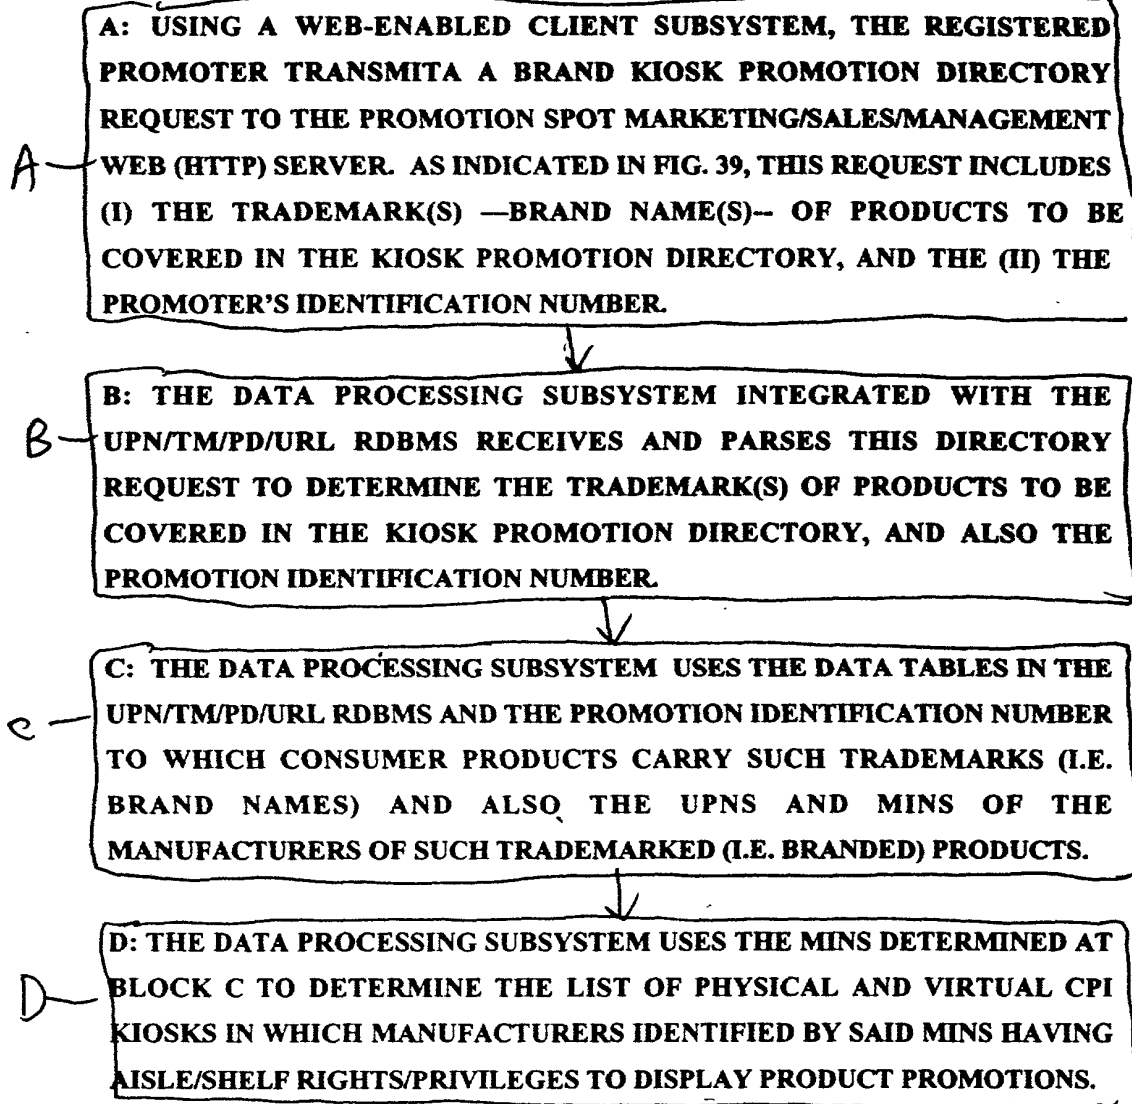 A: USING A WEB-ENABLED CLIENT SUBSYSTEM, THE REGISTERED
PROMOTER TRANSMITA A BRAND KIOSK PROMOTION DIRECTORY
REQUEST TO THE PROMOTION SPOT MARKETING/SALES/MANAGEMENT
A WEB (HTTP) SERVER. AS INDICATED IN FIG. 39, THIS REQUEST INCLUDES
(I) THE TRADEMARK(S) —BRAND NAME(S)-- OF PRODUCTS TO BE
COVERED IN THE KIOSK PROMOTION DIRECTORY, AND THE (II) THE
PROMOTER'S IDENTIFICATION NUMBER.
B: THE DATA PROCESSING SUBSYSTEM INTEGRATED WITH THE
B UPN/TM/PD/URL RDBMS RECEIVES AND PARSES THIS DIRECTORY
REQUEST TO DETERMINE THE TRADEMARK(S) OF PRODUCTS TO BE
COVERED IN THE KIOSK PROMOTION DIRECTORY, AND ALSO THE
PROMOTION IDENTIFICATION NUMBER.
C: THE DATA PROCESSING SUBSYSTEM USES THE DATA TABLES IN THE
C UPN/TM/PD/URL RDBMS AND THE PROMOTION IDENTIFICATION NUMBER
TO WHICH CONSUMER PRODUCTS CARRY SUCH TRADEMARKS (I.E.
BRAND NAMES) AND ALSO THE UPNS AND MINS OF THE
MANUFACTURERS OF SUCH TRADEMARKED (I.E. BRANDED) PRODUCTS.
D: THE DATA PROCESSING SUBSYSTEM USES THE MINS DETERMINED AT
D BLOCK C TO DETERMINE THE LIST OF PHYSICAL AND VIRTUAL CPI
KIOSKS IN WHICH MANUFACTURERS IDENTIFIED BY SAID MINS HAVING
AISLE/SHELF RIGHTS/PRIVILEGES TO DISPLAY PRODUCT PROMOTIONS.